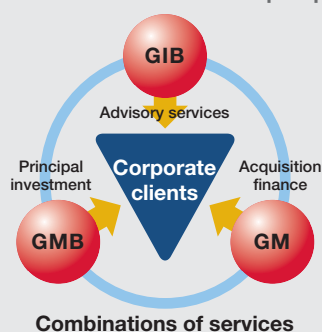 GIB
Advisory services
Corporate
clients
Principal
investment
Acquisition
finance
GMB
GM
Combinations of services